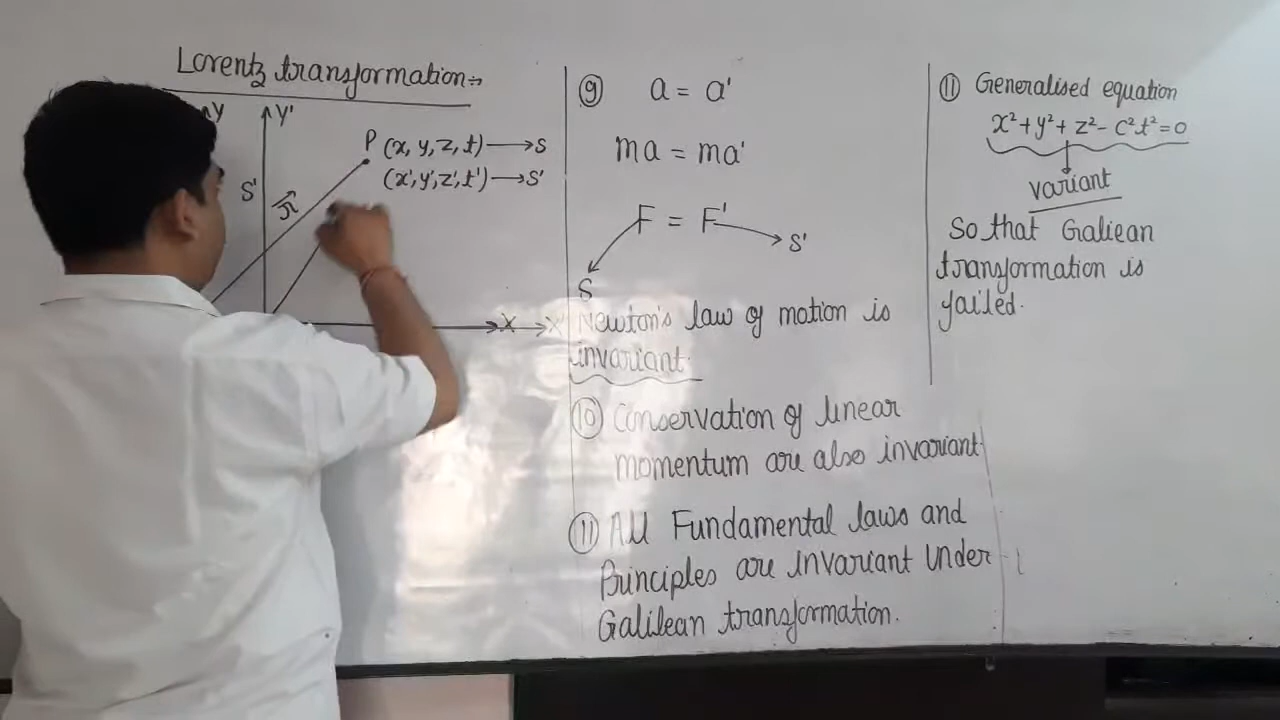 Lorentz transformation:-
Y Y'
P (x, y, z, t) → S
(x', y', z', t') → S'
S'
r
X → X'
⑨ a = a'
ma = ma'
F = F' → S'
S
Newton's law of motion is
invariant.
⑩ Conservation of linear
momentum are also invariant
⑪ All Fundamental laws and
Principles are invariant under
Galilean transformation.
⑪ Generalised equation
x² + y² + z² - c²t² = 0
variant
So that Galiean
transformation is
failed.